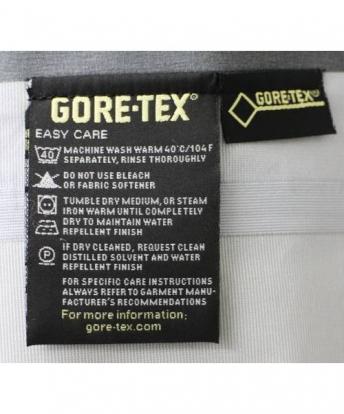 GORE-TEX®
GORE-TEX®
EASY CARE
40
MACHINE WASH WARM 40°C/104F
SEPARATELY, RINSE THOROUGHLY
DO NOT USE BLEACH
OR FABRIC SOFTENER
TUMBLE DRY MEDIUM, OR STEAM
IRON WARM UNTIL COMPLETELY
DRY TO MAINTAIN WATER
REPELLENT FINISH
P
IF DRY CLEANED, REQUEST CLEAN
DISTILLED SOLVENT AND WATER
REPELLENT FINISH
FOR SPECIFIC CARE INSTRUCTIONS
ALWAYS REFER TO GARMENT MANU-
FACTURER'S RECOMMENDATIONS
For more information:
gore-tex.com